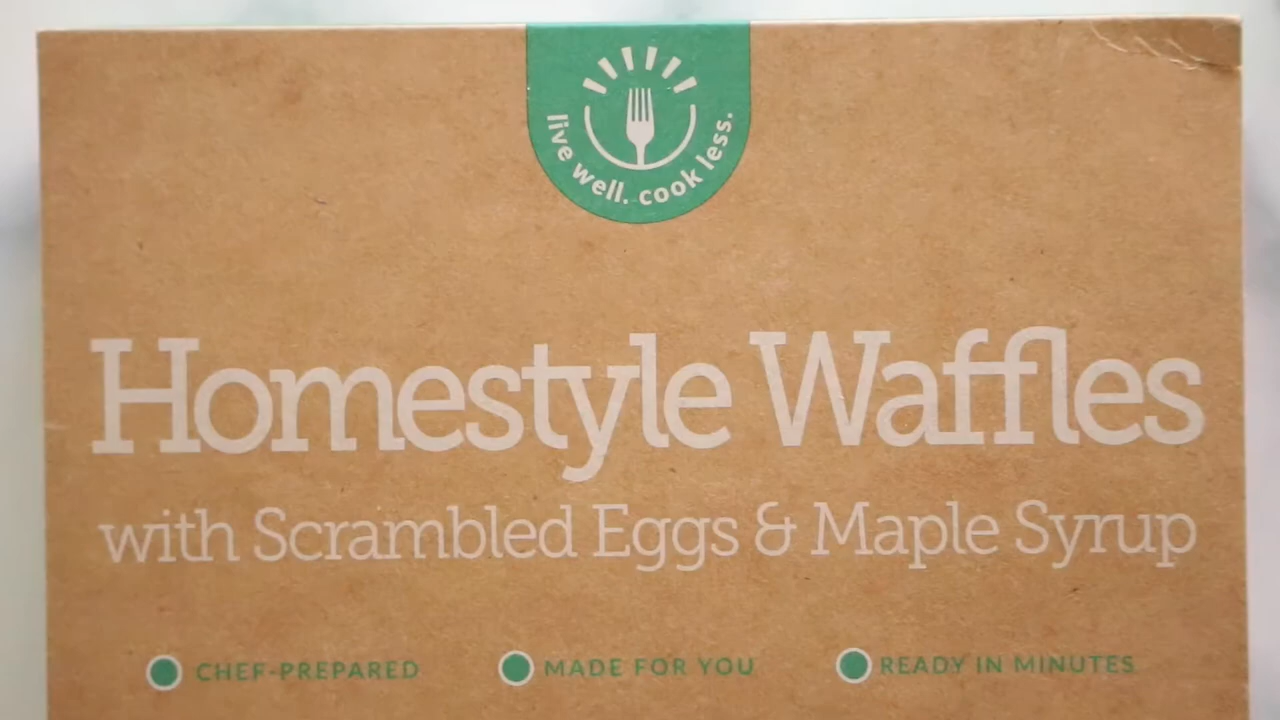 live well. cook less.
Homestyle Waffles
with Scrambled Eggs & Maple Syrup
CHEF-PREPARED MADE FOR YOU READY IN MINUTES